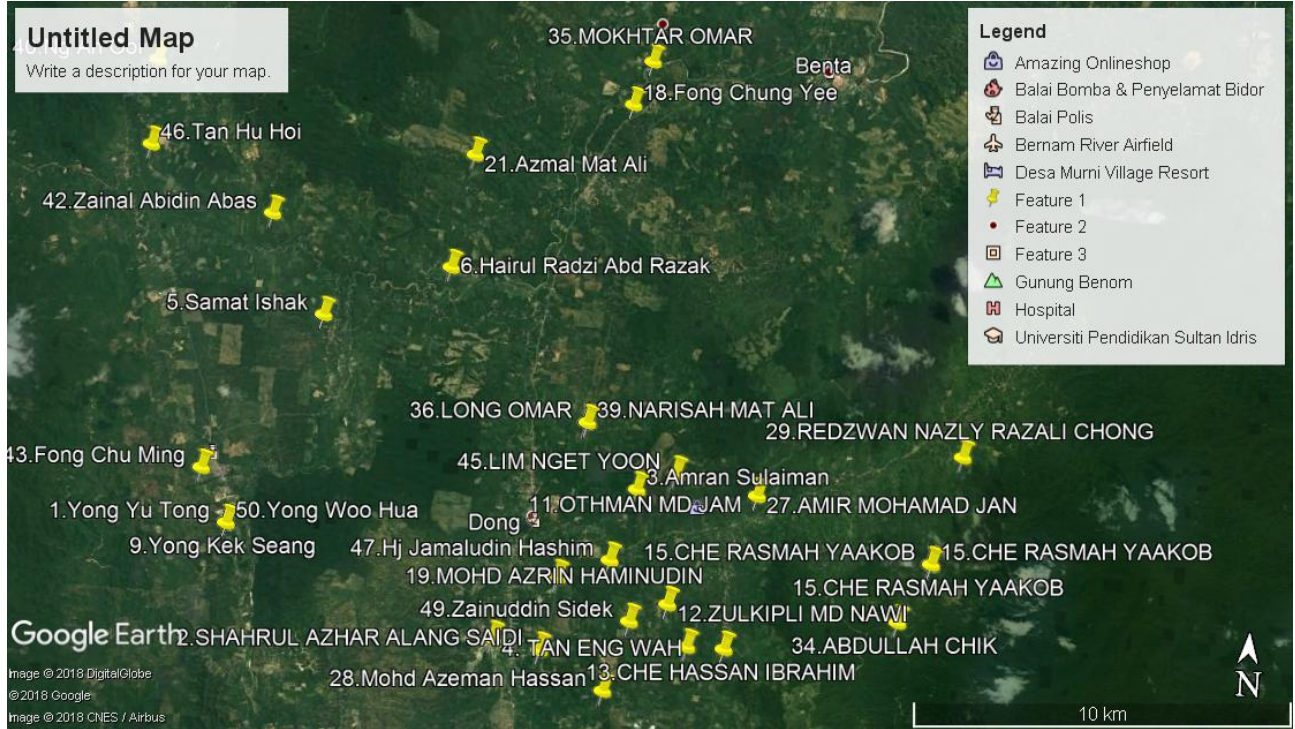 Untitled Map
Write a description for your map.
35.MOKHTAR OMAR
Benta
18.Fong Chung Yee
46.Tan Hu Hoi
21.Azmal Mat Ali
42.Zainal Abidin Abas
6.Hairul Radzi Abd Razak
5.Samat Ishak
36.LONG OMAR
39.NARISAH MAT ALI
29.REDZWAN NAZLY RAZALI CHONG
43.Fong Chu Ming
45.LIM NGET YOON
3.Amran Sulaiman
11.OTHMAN MD JAM
27.AMIR MOHAMAD JAN
1.Yong Yu Tong
50.Yong Woo Hua
Dong
9.Yong Kek Seang
47.Hj Jamaludin Hashim
15.CHE RASMAH YAAKOB
15.CHE RASMAH YAAKOB
19.MOHD AZRIN HAMINUDIN
15.CHE RASMAH YAAKOB
49.Zainuddin Sidek
12.ZULKIPLI MD NAWI
2.SHAHRUL AZHAR ALANG SAIDI
4. TAN ENG WAH
34.ABDULLAH CHIK
28.Mohd Azeman Hassan
13.CHE HASSAN IBRAHIM
Legend
Amazing Onlineshop
Balai Bomba & Penyelamat Bidor
Balai Polis
Bernam River Airfield
Desa Murni Village Resort
Feature 1
Feature 2
Feature 3
Gunung Benom
Hospital
Universiti Pendidikan Sultan Idris
Google Earth
Image © 2018 DigitalGlobe
© 2018 Google
Image © 2018 CNES / Airbus
N
10 km